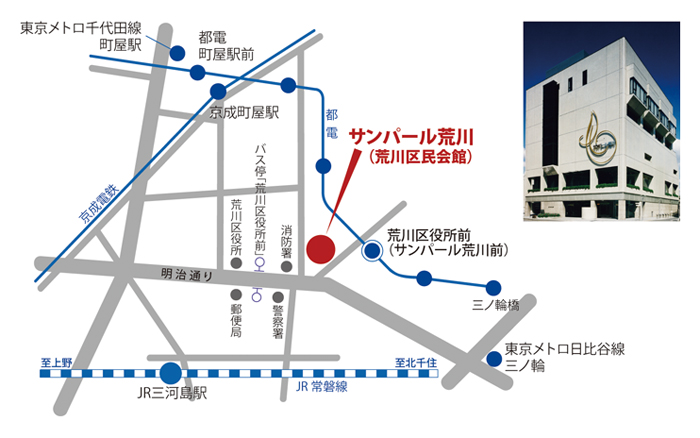 東京メトロ千代田線
町屋駅
都電
町屋駅前
京成町屋駅
都電
サンパール荒川
（荒川区民会館）
京成電鉄
バス停「荒川区役所前」
荒川区役所
消防署
荒川区役所前
（サンパール荒川前）
明治通り
郵便局
警察署
三ノ輪橋
東京メトロ日比谷線
三ノ輪
至上野
至北千住
JR三河島駅
JR常磐線